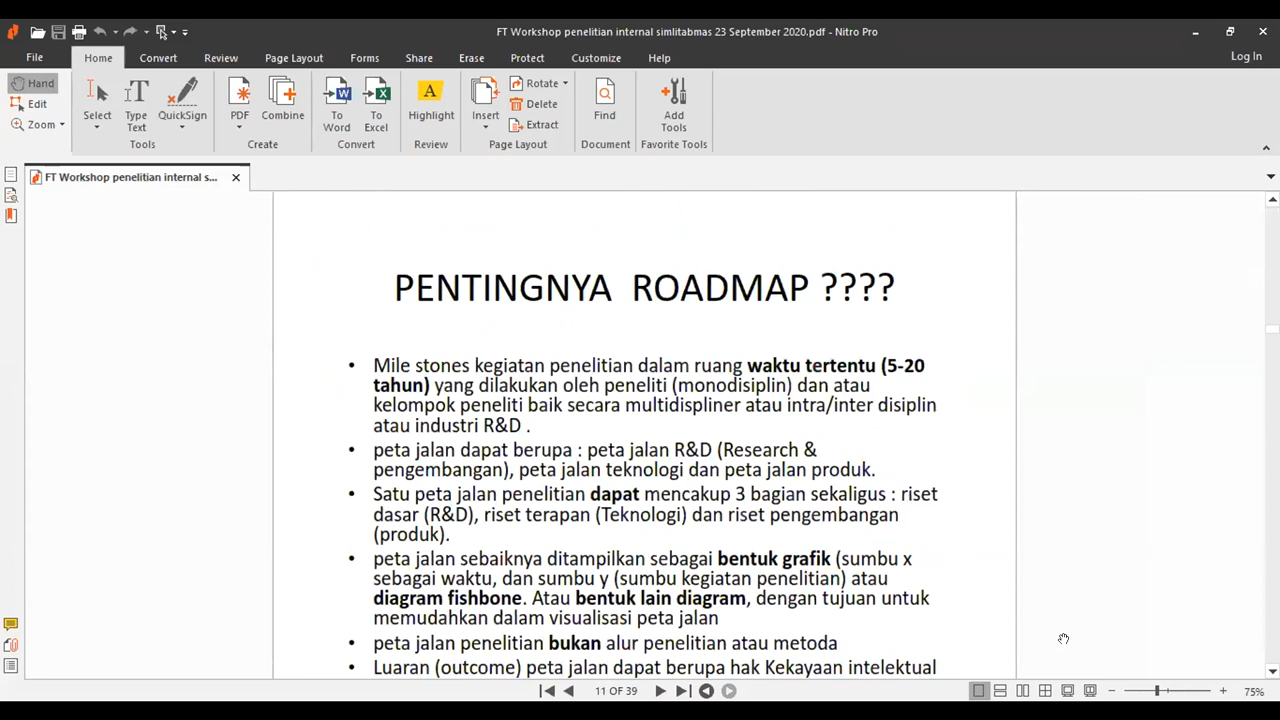 FT Workshop penelitian internal simlitabmas 23 September 2020.pdf - Nitro Pro
File Home Convert Review Page Layout Forms Share Erase Protect Customize Help Log In
Hand
Edit
Zoom
Select
Type Text
QuickSign
Tools
PDF
Combine
Create
To Word
To Excel
Convert
Highlight
Review
Insert
Rotate
Delete
Extract
Page Layout
Find
Document
Add Tools
Favorite Tools
FT Workshop penelitian internal s...
PENTINGNYA ROADMAP ????
• Mile stones kegiatan penelitian dalam ruang waktu tertentu (5-20
tahun) yang dilakukan oleh peneliti (monodisiplin) dan atau
kelompok peneliti baik secara multidispliner atau intra/inter disiplin
atau industri R&D .
• peta jalan dapat berupa : peta jalan R&D (Research &
pengembangan), peta jalan teknologi dan peta jalan produk.
• Satu peta jalan penelitian dapat mencakup 3 bagian sekaligus : riset
dasar (R&D), riset terapan (Teknologi) dan riset pengembangan
(produk).
• peta jalan sebaiknya ditampilkan sebagai bentuk grafik (sumbu x
sebagai waktu, dan sumbu y (sumbu kegiatan penelitian) atau
diagram fishbone. Atau bentuk lain diagram, dengan tujuan untuk
memudahkan dalam visualisasi peta jalan
• peta jalan penelitian bukan alur penelitian atau metoda
• Luaran (outcome) peta jalan dapat berupa hak Kekayaan intelektual
11 OF 39
75%